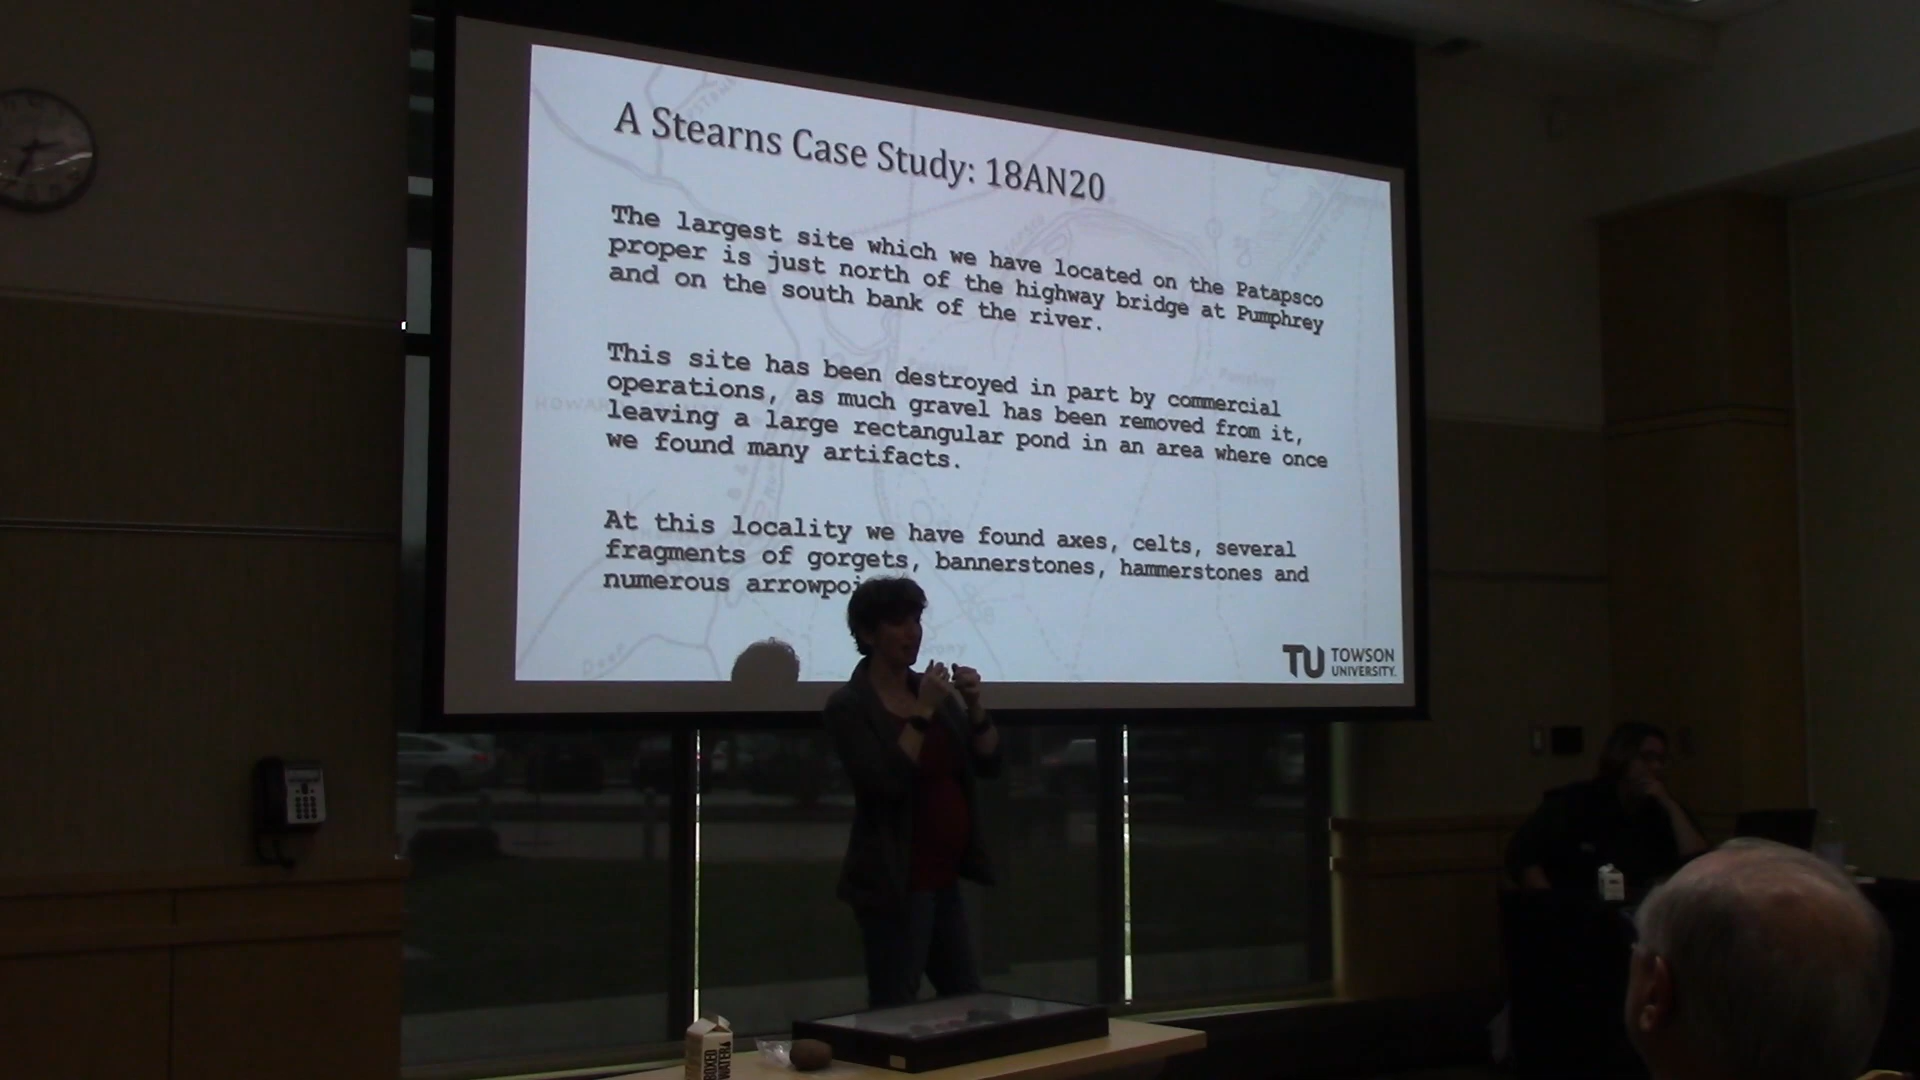 A Stearns Case Study: 18AN20
The largest site which we have located on the Patapsco
proper is just north of the highway bridge at Pumphrey
and on the south bank of the river.
This site has been destroyed in part by commercial
operations, as much gravel has been removed from it,
leaving a large rectangular pond in an area where once
we found many artifacts.
At this locality we have found axes, celts, several
fragments of gorgets, bannerstones, hammerstones and
numerous arrowpoi
TU TOWSON
UNIVERSITY.
BOXED
WATER